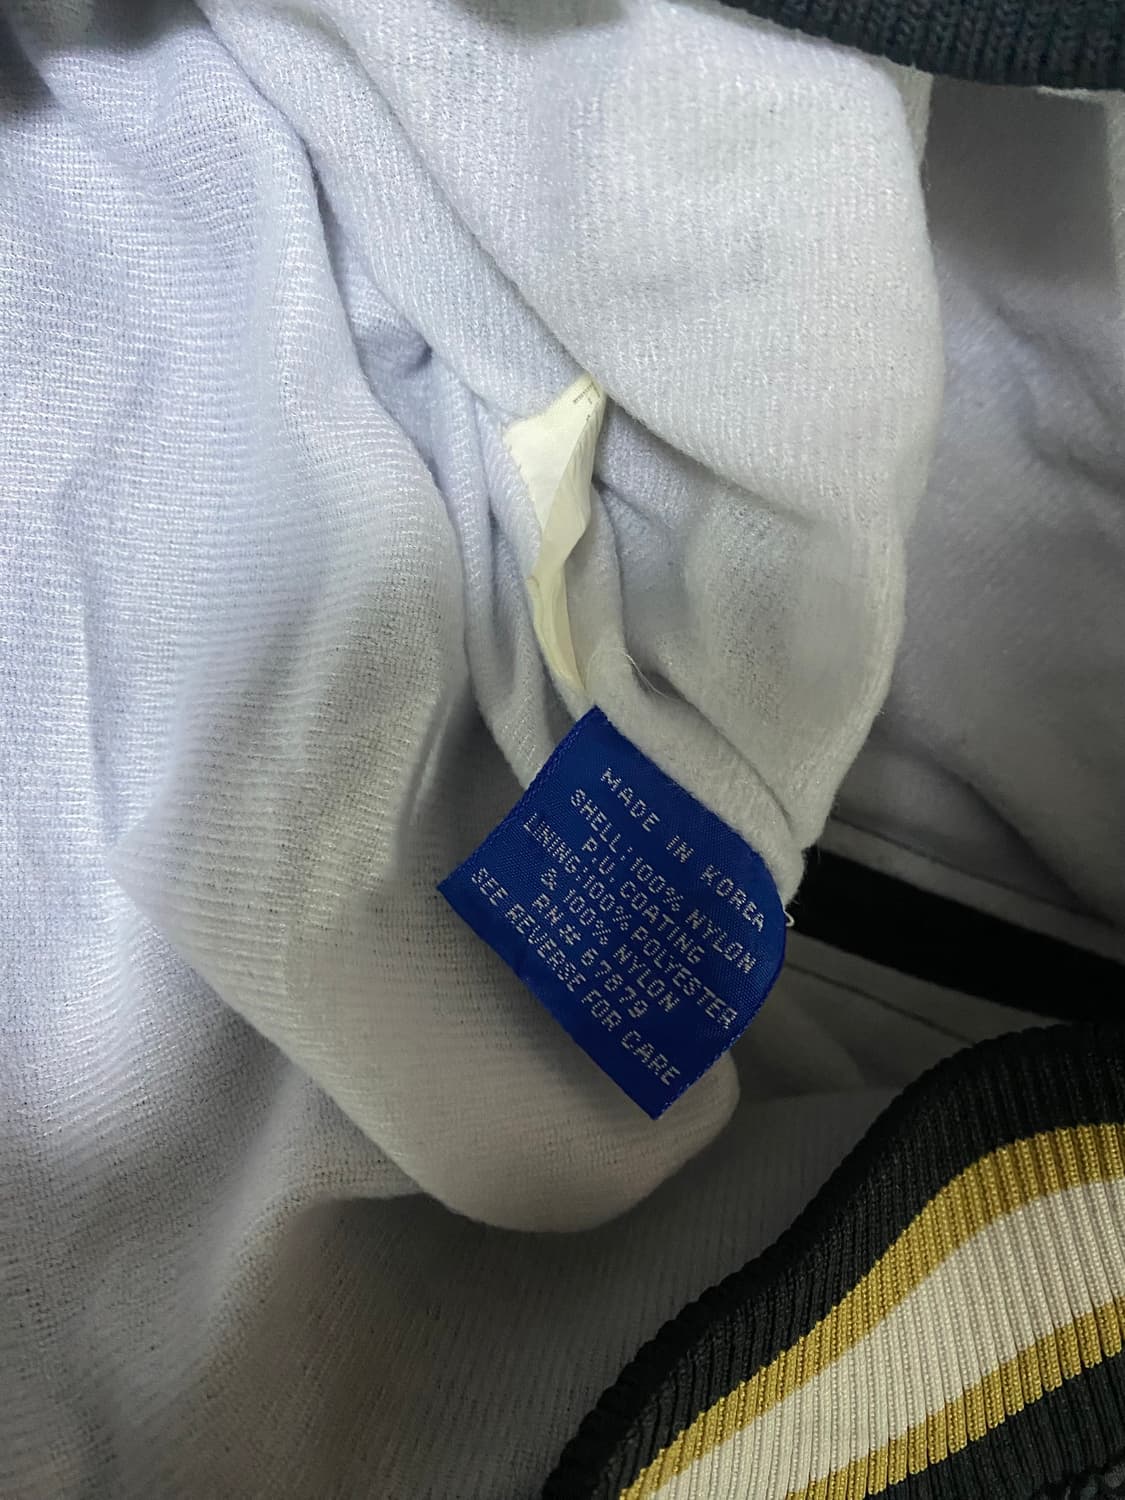 MADE IN KOREA
SHELL: 100% NYLON
P.U. COATING
LINING: 100% POLYESTER
& 100% NYLON
RN# 67879
SEE REVERSE FOR CARE